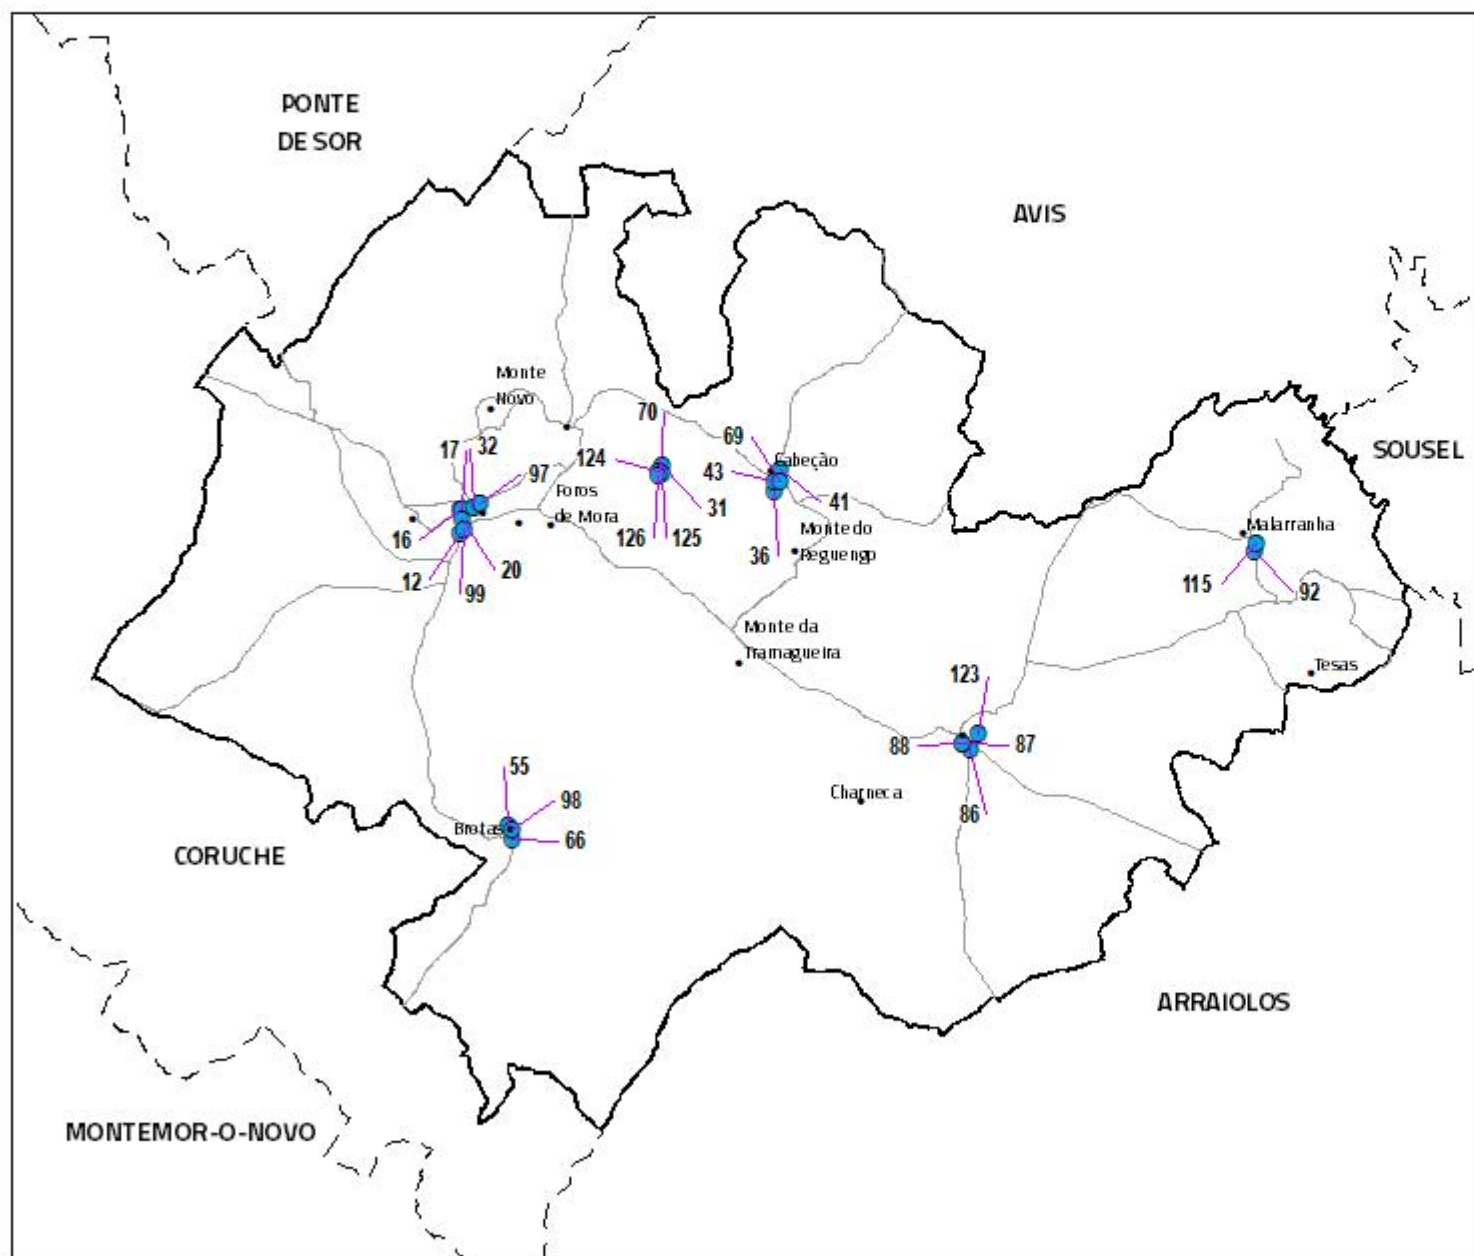 PONTE
DE SOR
AVIS
Monte
Novo
70
69
17
32
SOUSEL
124
Cabeção
43
97
31
41
Foros
de Mora
Monte do
Reguengo
Malarranha
16
126
125
36
12
20
99
115
92
Monte da
Tramagueira
Tesas
123
88
87
55
Charneca
98
86
Brotas
66
CORUCHE
ARRAIOLOS
MONTEMOR-O-NOVO